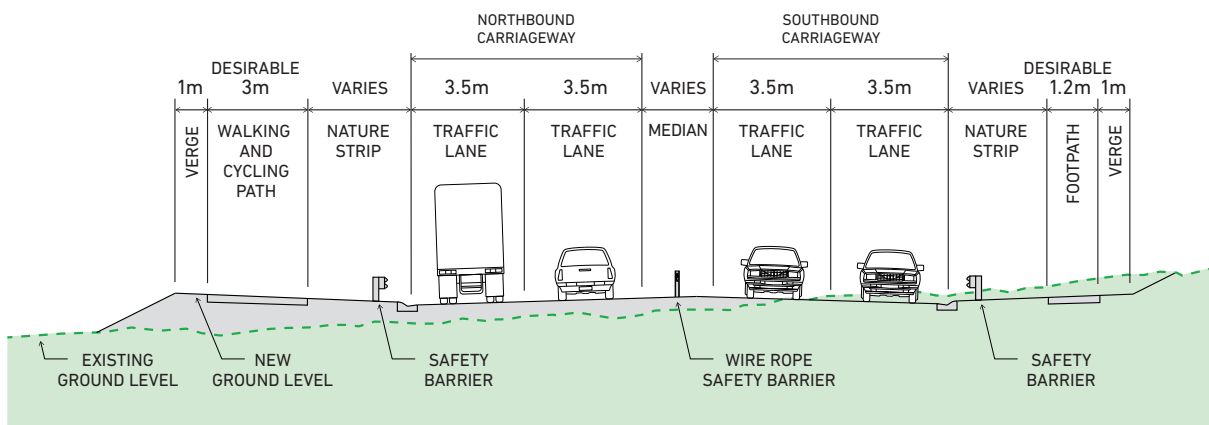 NORTHBOUND
CARRIAGEWAY
SOUTHBOUND
CARRIAGEWAY
1m
DESIRABLE
3m
VARIES
3.5m
3.5m
VARIES
3.5m
3.5m
VARIES
DESIRABLE
1.2m
1m
VERGE
WALKING
AND
CYCLING
PATH
NATURE
STRIP
TRAFFIC
LANE
TRAFFIC
LANE
MEDIAN
TRAFFIC
LANE
TRAFFIC
LANE
NATURE
STRIP
FOOTPATH
VERGE
EXISTING
GROUND LEVEL
NEW
GROUND LEVEL
SAFETY
BARRIER
WIRE ROPE
SAFETY BARRIER
SAFETY
BARRIER